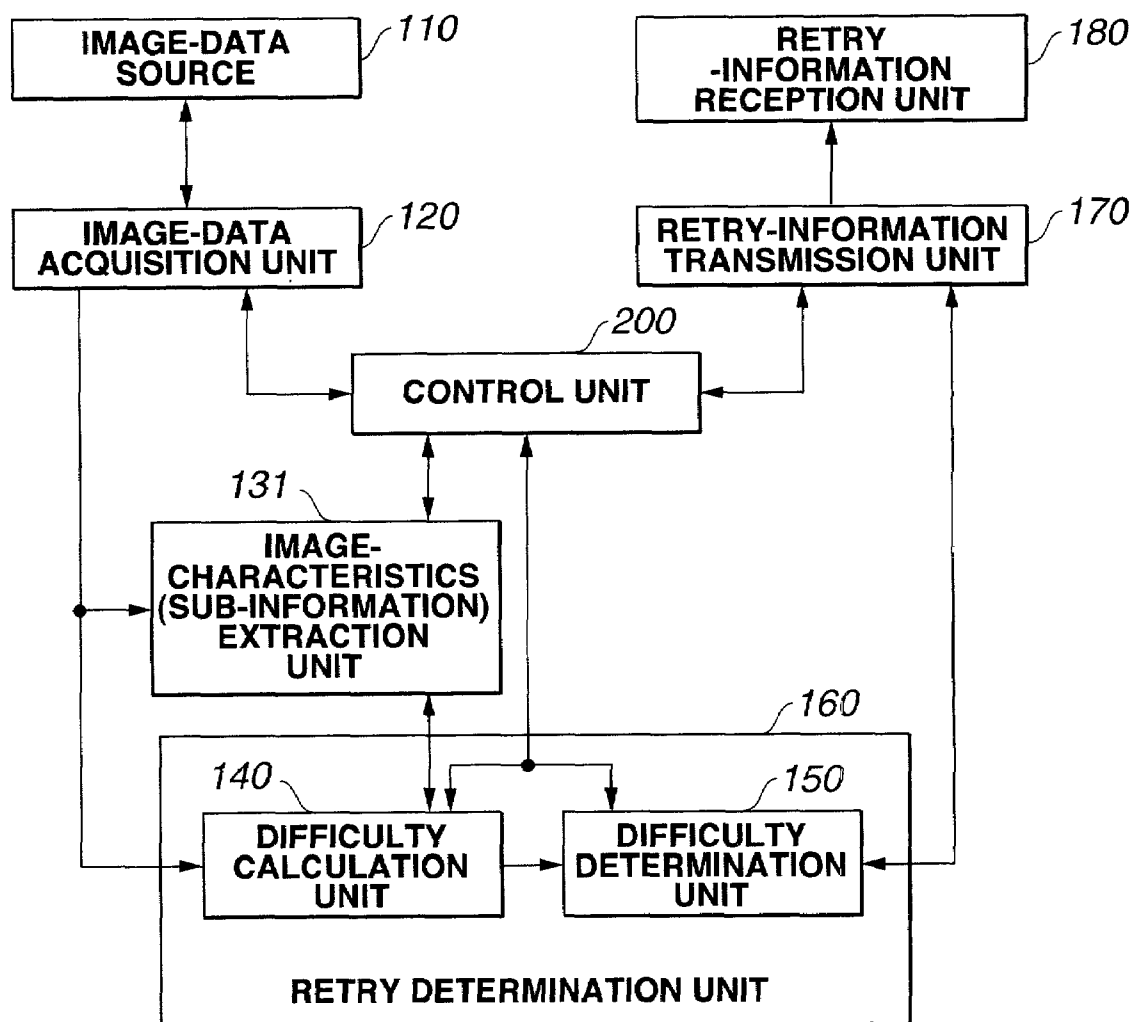 IMAGE-DATA
SOURCE
110
RETRY
-INFORMATION
RECEPTION UNIT
180
IMAGE-DATA
ACQUISITION UNIT
120
RETRY-INFORMATION
TRANSMISSION UNIT
170
200
CONTROL UNIT
131
IMAGE-
CHARACTERISTICS
(SUB-INFORMATION)
EXTRACTION
UNIT
160
140
DIFFICULTY
CALCULATION
UNIT
150
DIFFICULTY
DETERMINATION
UNIT
RETRY DETERMINATION UNIT